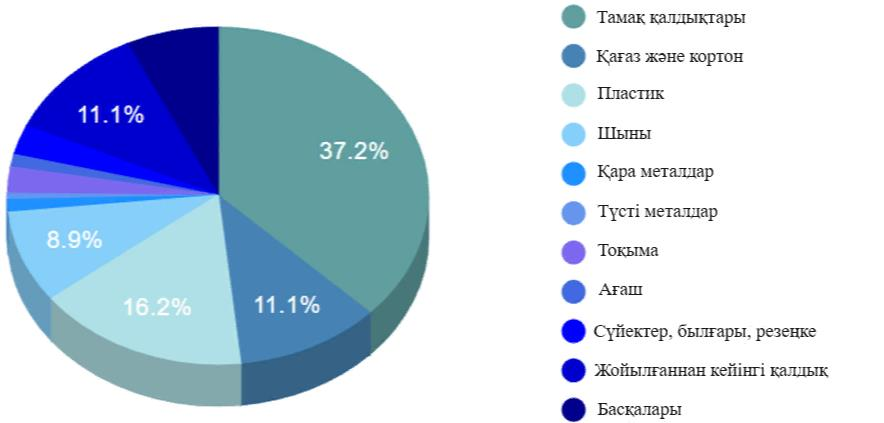 Тамақ қалдықтары
Қағаз және кортон
Пластик
Шыны
Қара металдар
Түсті металдар
Тоқыма
Ағаш
Сүйектер, былғары, резеңке
Жойылғаннан кейінгі қалдық
Басқалары
11.1%
37.2%
8.9%
16.2%
11.1%